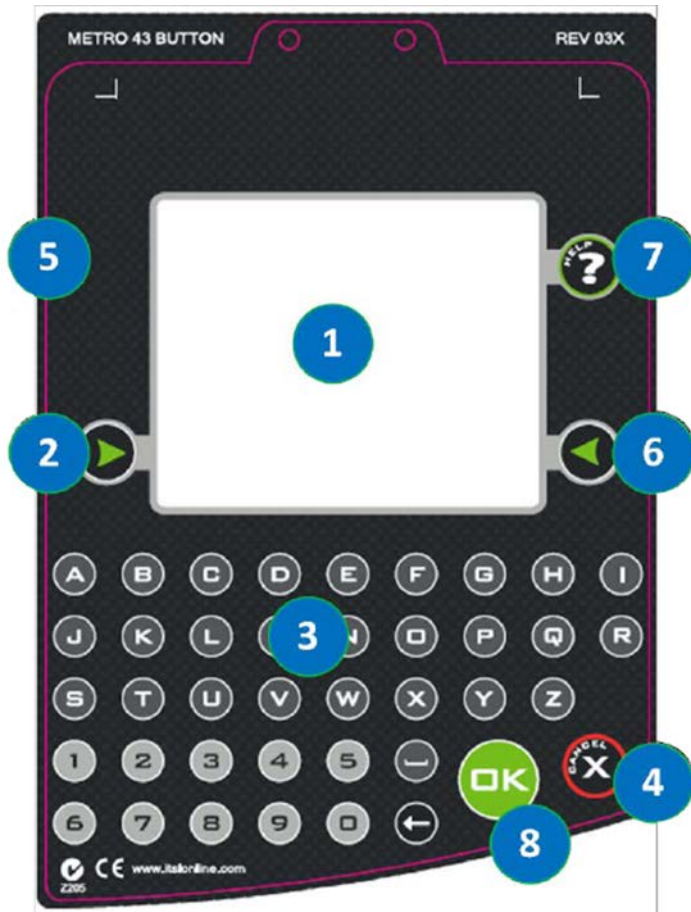 METRO 43 BUTTON REV 03X
5 HELP ? 7
1
2 6
A B C D E F G H I
J K L 3 N O P Q R
S T U V W X Y Z
1 2 3 4 5 OK CANCEL X 4
6 7 8 9 0 8
CE www.itsionline.com
Z205